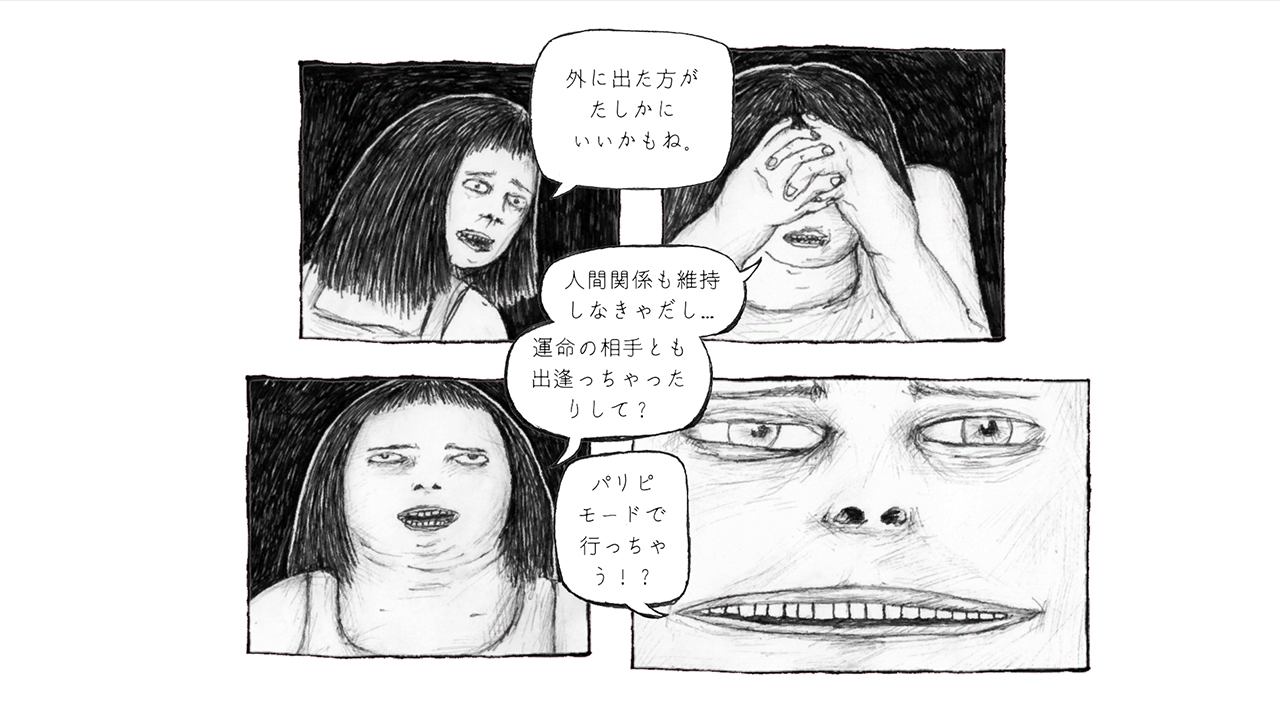 外に出た方が
たしかに
いいかもね。
人間関係も維持
しなきゃだし…
運命の相手とも
出逢っちゃった
りして？
パリピ
モードで
行っちゃ
う！？